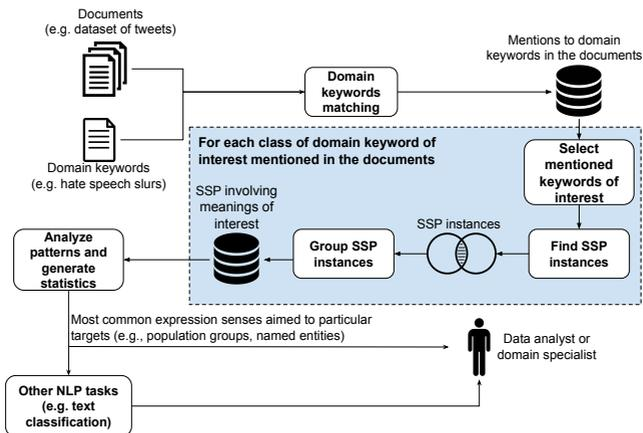 Documents
(e.g. dataset of tweets)
Domain keywords
(e.g. hate speech slurs)
Domain
keywords
matching
Mentions to domain
keywords in the documents
For each class of domain keyword of
interest mentioned in the documents
Select
mentioned
keywords of
interest
Find SSP
instances
SSP instances
Group SSP
instances
SSP involving
meanings of
interest
Analyze
patterns and
generate
statistics
Most common expression senses aimed to particular
targets (e.g., population groups, named entities)
Data analyst or
domain specialist
Other NLP tasks
(e.g. text
classification)